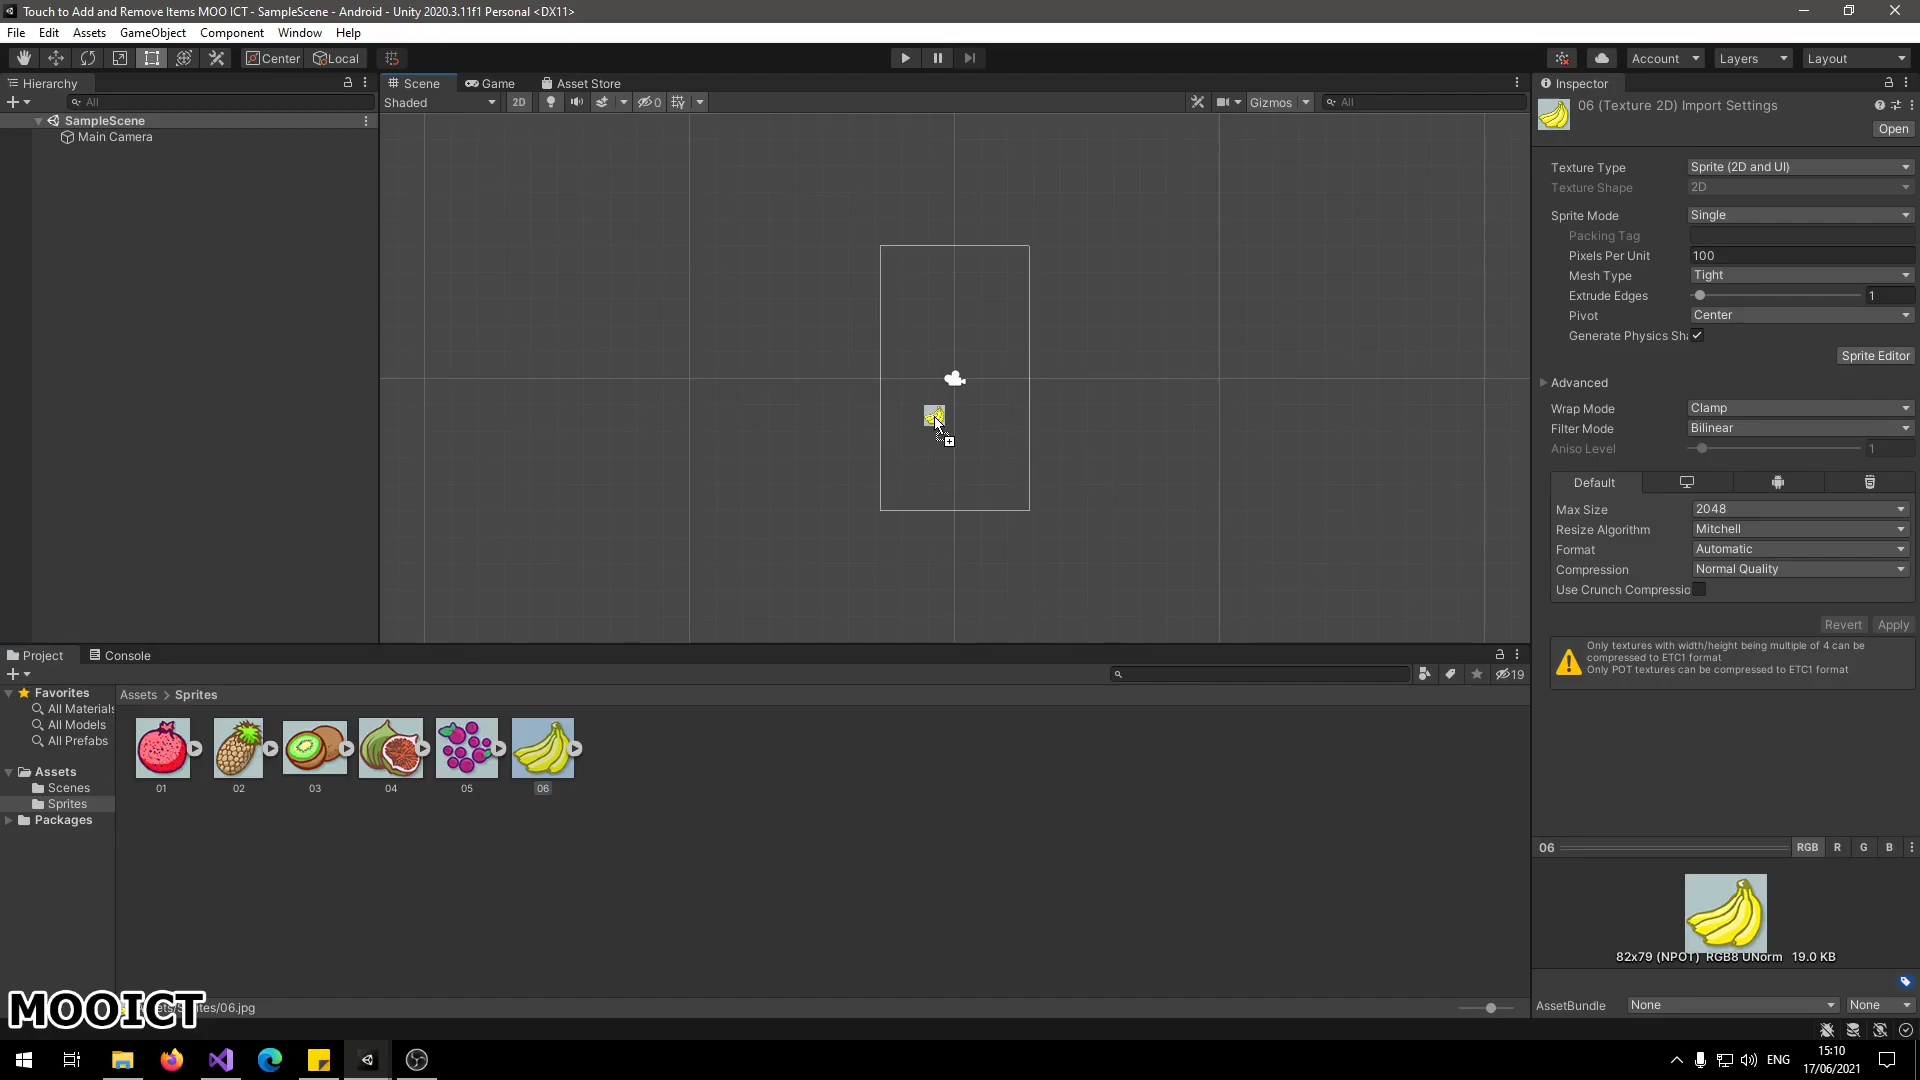 Touch to Add and Remove Items MOO ICT - SampleScene - Android - Unity 2020.3.11f1 Personal <DX11>
File Edit Assets GameObject Component Window Help
Center Local Account Layers Layout
Hierarchy
All
SampleScene
Main Camera
Scene Game Asset Store
Shaded 2D 0 Gizmos All
Inspector
06 (Texture 2D) Import Settings
Open
Texture Type Sprite (2D and UI)
Texture Shape 2D
Sprite Mode Single
Packing Tag
Pixels Per Unit 100
Mesh Type Tight
Extrude Edges 1
Pivot Center
Generate Physics Sha
Sprite Editor
Advanced
Wrap Mode Clamp
Filter Mode Bilinear
Aniso Level 1
Default
Max Size 2048
Resize Algorithm Mitchell
Format Automatic
Compression Normal Quality
Use Crunch Compressio
Revert Apply
Only textures with width/height being multiple of 4 can be
compressed to ETC1 format
Only POT textures can be compressed to ETC1 format
Project Console
19
Favorites
All Materials
All Models
All Prefabs
Assets
Scenes
Sprites
Packages
Assets > Sprites
01 02 03 04 05 06
06 RGB R G B
82x79 (NPOT) RGB8 UNorm 19.0 KB
AssetBundle None None
MOOICT
ites/06.jpg
ENG
15:10
17/06/2021